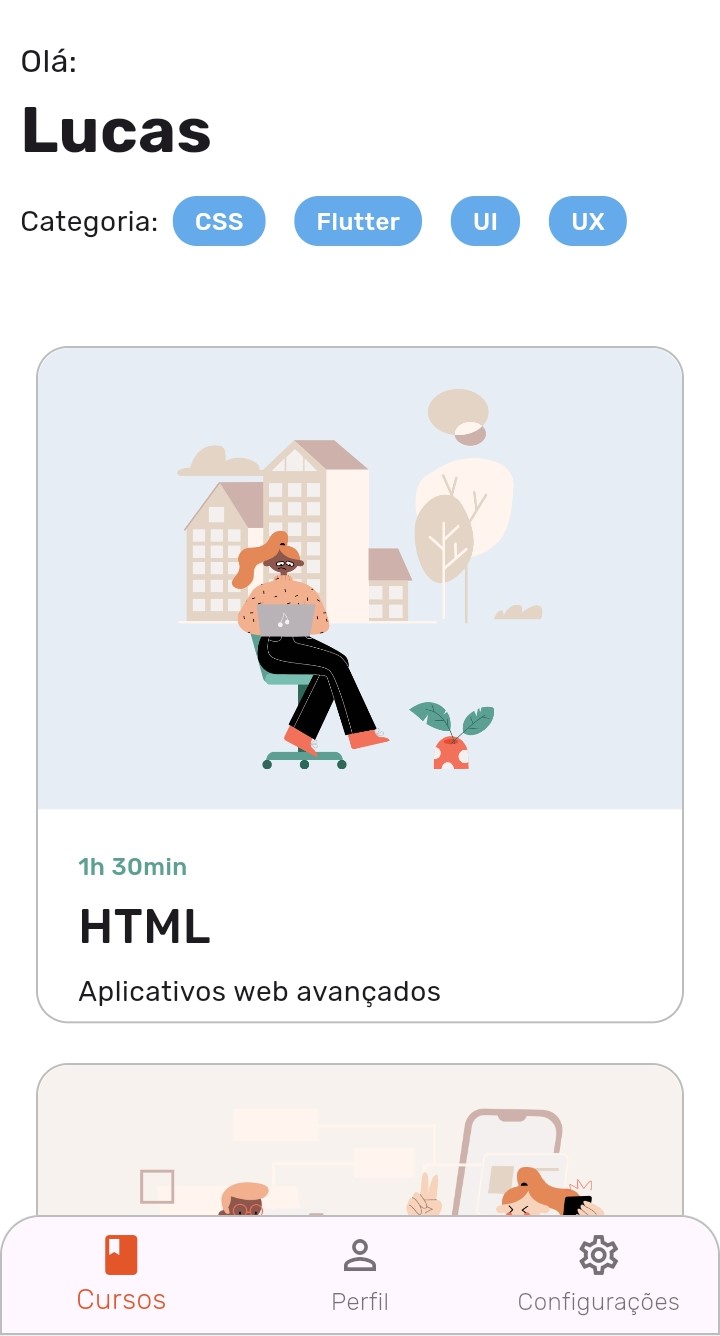 Olá:
Lucas
Categoria: CSS Flutter UI UX
1h 30min
HTML
Aplicativos web avançados
Cursos Perfil Configurações